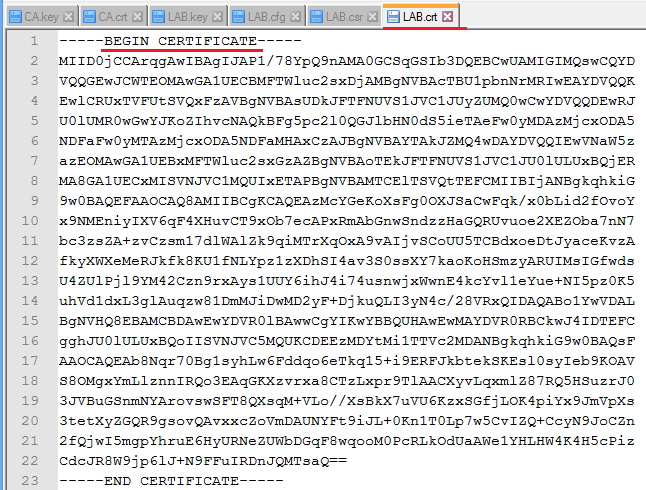 CA.key CA.crt LAB.key LAB.cfg LAB.csr LAB.crt
1 -----BEGIN CERTIFICATE-----
2 MIID0jCCArqgAwIBAgIJAP1/78YpQ9nAMA0GCSqGSIb3DQEBCwUAMIGIMQswCQYD
3 VQQGEwJCWTEOMAwGA1UECBMFTWluc2sxDjAMBgNVBAcTBU1pbnNrMRIwEAYDVQQK
4 EwlCRUxTVFUtSVQxFzAVBgNVBAsUDkJFTFNUVS1JVC1JUyZUMQ0wCwYDVQQDEwRJ
5 U0lUMR0wGwYJKoZIhvcNAQkBFg5pc2l0QGJlbHN0dS5ieTAeFw0yMDAzMjcxODA5
6 NDFaFw0yMTAzMjcxODA5NDFaMHAxCzAJBgNVBAYTAkJZMQ4wDAYDVQQIEwVNaW5z
7 azEOMAwGA1UEBxMFTWluc2sxGzAZBgNVBAoTEkJFTFNUVS1JVC1JU0lULUxBQjER
8 MA8GA1UECxMISVNJVC1MQUIxETAPBgNVBAMTCElTSVQtTEFCMIIBIjANBgkqhkiG
9 9w0BAQEFAAOCAQ8AMIIBCgKCAQEAzMcYGeKoXsFg0OXJSaCwFqk/x0bLid2fOvoY
10 x9NMEniyIXV6qF4XHuvCT9xOb7ecAPxRmAbGnwSndzzHaGQRUvuoe2XEZOba7nN7
11 bc3zsZA+zvCzsm17dlWAlZk9qiMTrXqOxA9vAIjvSCoUU5TCBdxoeDtJyaceKvzA
12 fkyXWXeMeRJkfk8KU1fNLYpz1zXDhSI4av3S0ssXY7kaoKoHSmzyARUIMsIGfwds
13 U4ZUlPjl9YM42Czn9rxAys1UUY6ihJ4i74usnwjxWwnE4kcYvl1eYue+NI5pz0K5
14 uhVd1dxL3glAuqzw81DmMJiDwMD2yF+DjkuQLI3yN4c/28VRxQIDAQABo1YwVDAL
15 BgNVHQ8EBAMCBDAwEwYDVR0lBAwwCgYIKwYBBQUHAwEwMAYDVR0RBCkwJ4IDTEFC
16 gghJU0lULUxBQoIISVNJVC5MQUKCDEEzMDYtMi1TTVc2MDANBgkqhkiG9w0BAQsF
17 AAOCAQEAb8Nqr70Bg1syhLw6Fddqo6eTkq15+i9ERFJkbtekSKEsl0syIeb9KOAV
18 S8OMgxYmLlznnIRQo3EAqGKXzvrxa8CTzLxpr9TlAACXyvLqxmlZ87RQ5HSuzrJ0
19 3JVBuGSnmNYArovswSFT8QXsqM+VLo//XsBkX7uVU6KzxSGfjLOK4piYx9JmVpXs
20 3tetXyZGQR9gsovQAvxxcZoVmDAUNYFt9iJL+0Kn1T0Lp7w5CvIZQ+CcyN9JoCZn
21 2fQjwI5mgpYhruE6HyURNeZUWbDGqF8wqooM0PcRLkOdUaAWe1YHLHW4K4H5cPiz
22 CdcJR8W9jp6lJ+N9FFuIRDnJQMTsaQ==
23 -----END CERTIFICATE-----